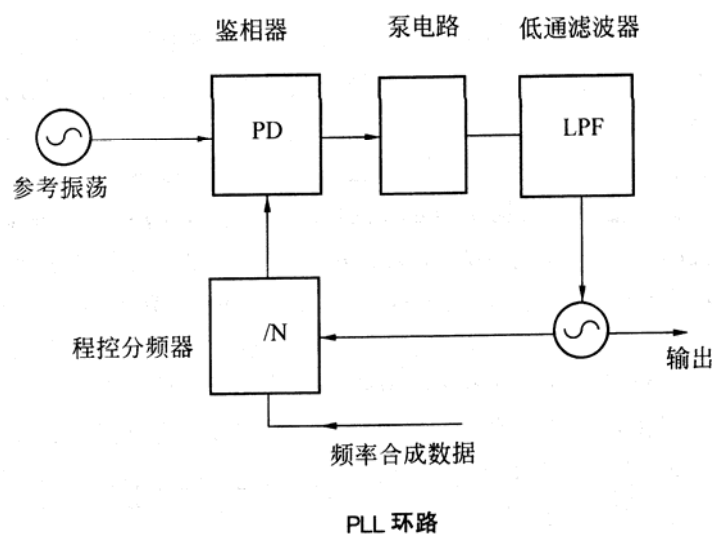 鉴相器
泵电路
低通滤波器
PD
LPF
参考振荡
/N
程控分频器
输出
频率合成数据
PLL 环路